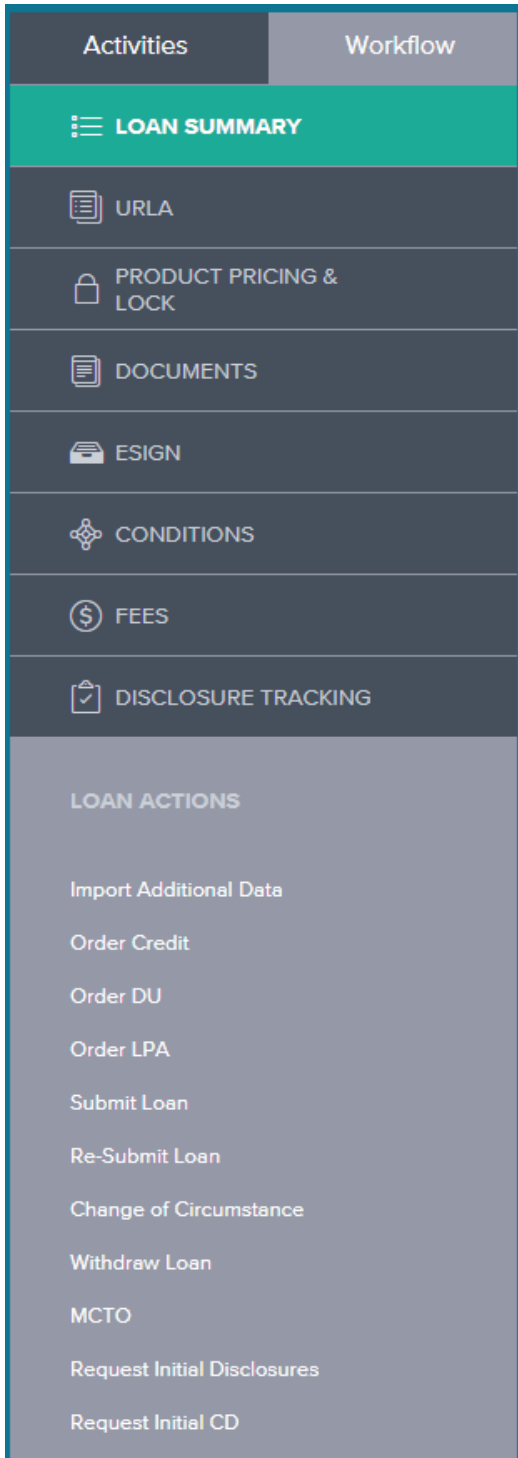 Activities Workflow
LOAN SUMMARY
URLA
PRODUCT PRICING &
LOCK
DOCUMENTS
ESIGN
CONDITIONS
FEES
DISCLOSURE TRACKING
LOAN ACTIONS
Import Additional Data
Order Credit
Order DU
Order LPA
Submit Loan
Re-Submit Loan
Change of Circumstance
Withdraw Loan
MCTO
Request Initial Disclosures
Request Initial CD